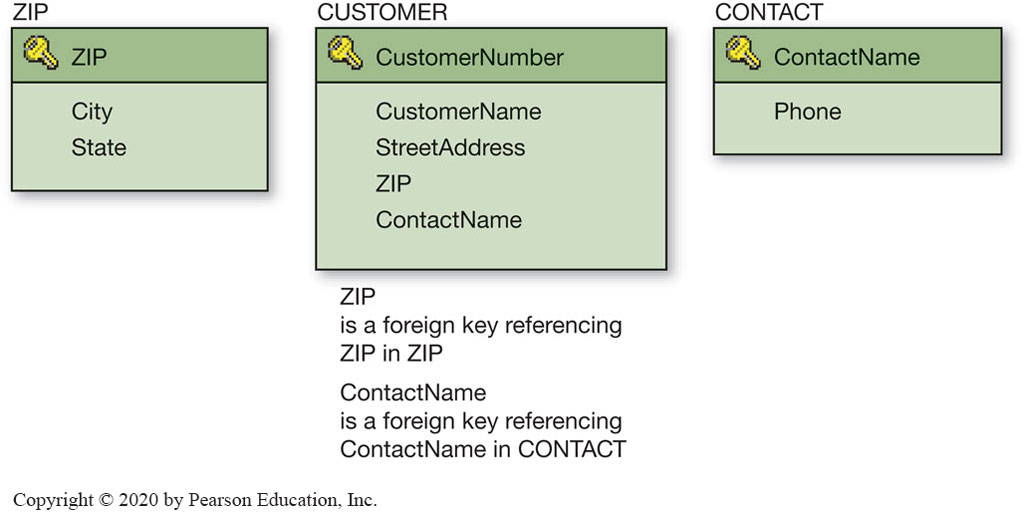 ZIP
ZIP
City
State
CUSTOMER
CustomerNumber
CustomerName
StreetAddress
ZIP
ContactName
ZIP
is a foreign key referencing
ZIP in ZIP
ContactName
is a foreign key referencing
ContactName in CONTACT
CONTACT
ContactName
Phone
Copyright © 2020 by Pearson Education, Inc.